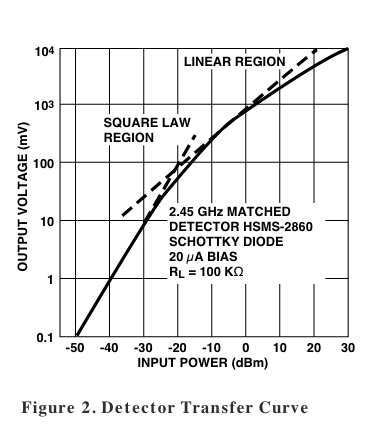 10⁴
LINEAR REGION
10³
SQUARE LAW
REGION
100
OUTPUT VOLTAGE (mV)
2.45 GHz MATCHED
DETECTOR HSMS-2860
SCHOTTKY DIODE
20 µA BIAS
RL = 100 KΩ
10
1
0.1
-50 -40 -30 -20 -10 0 10 20 30
INPUT POWER (dBm)
Figure 2. Detector Transfer Curve